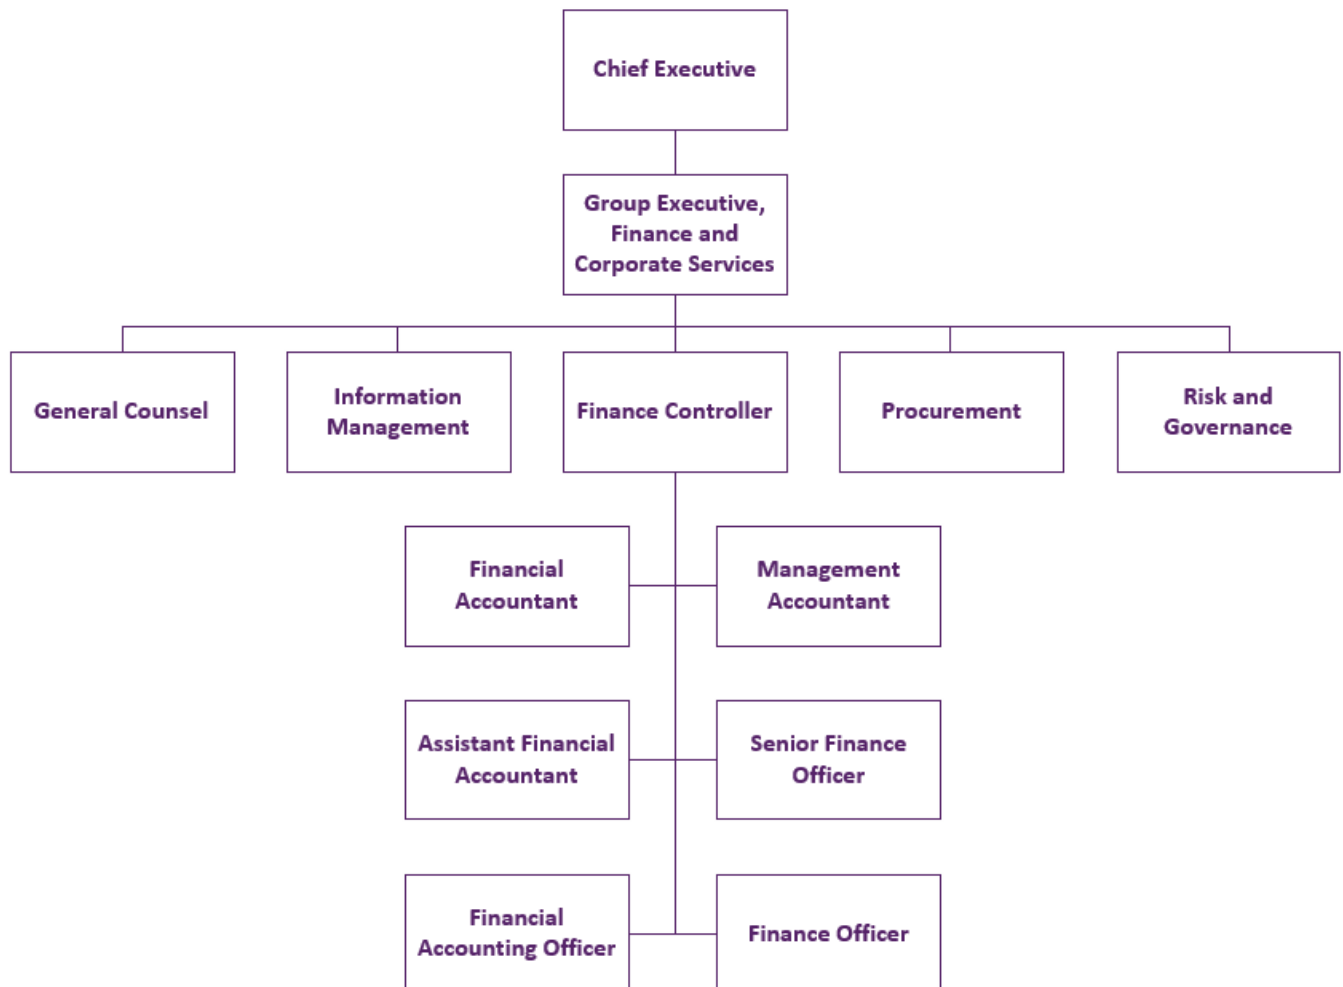 Chief Executive
Group Executive,
Finance and
Corporate Services
General Counsel
Information
Management
Finance Controller
Procurement
Risk and
Governance
Financial
Accountant
Management
Accountant
Assistant Financial
Accountant
Senior Finance
Officer
Financial
Accounting Officer
Finance Officer